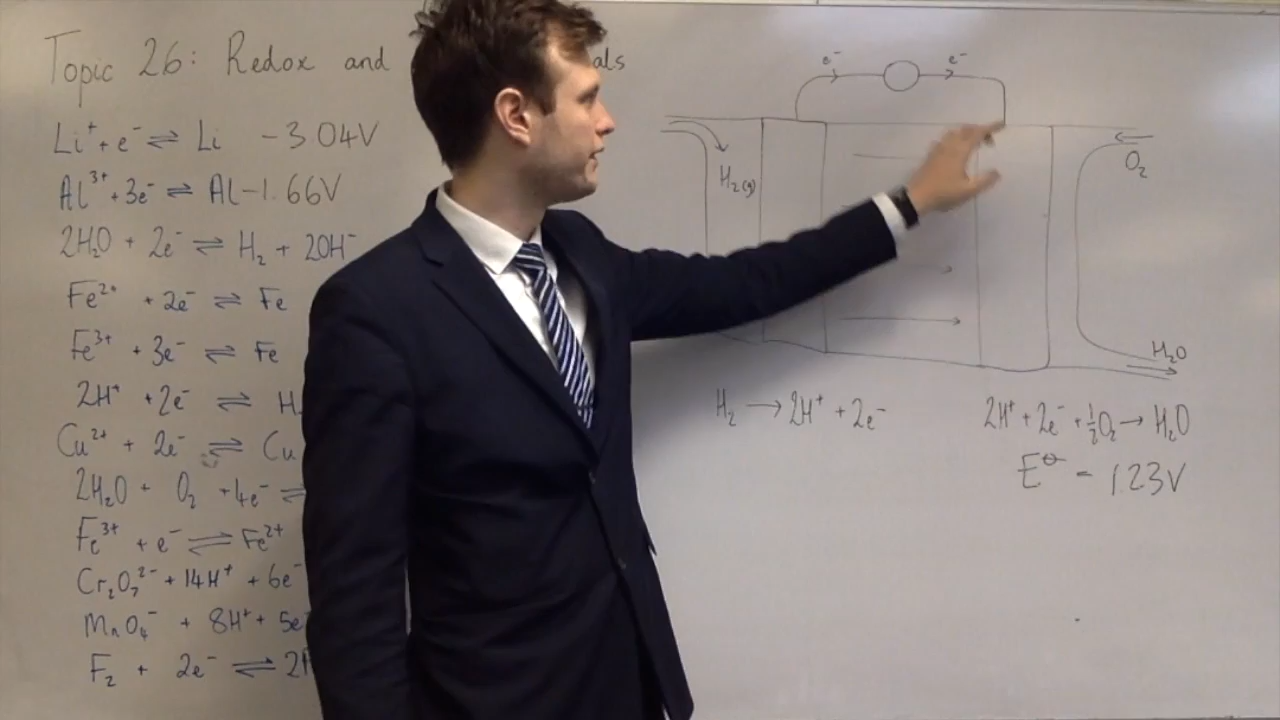 Topic 26: Redox and als
Li⁺ + e⁻ ⇌ Li -3.04V
Al³⁺ + 3e⁻ ⇌ Al -1.66V
2H₂O + 2e⁻ ⇌ H₂ + 2OH⁻
Fe²⁺ + 2e⁻ ⇌ Fe
Fe³⁺ + 3e⁻ ⇌ Fe
2H⁺ + 2e⁻ ⇌ H
Cu²⁺ + 2e⁻ ⇌ Cu
2H₂O + O₂ + 4e⁻ ⇌
Fe³⁺ + e⁻ ⇌ Fe²⁺
Cr₂O₇²⁻ + 14H⁺ + 6e⁻
MnO₄⁻ + 8H⁺ + 5e
F₂ + 2e⁻ ⇌ 2
e⁻ e⁻
H₂(g)
O₂
H₂O
H₂ → 2H⁺ + 2e⁻
2H⁺ + 2e⁻ + ½O₂ → H₂O
E⦵ = 1.23V